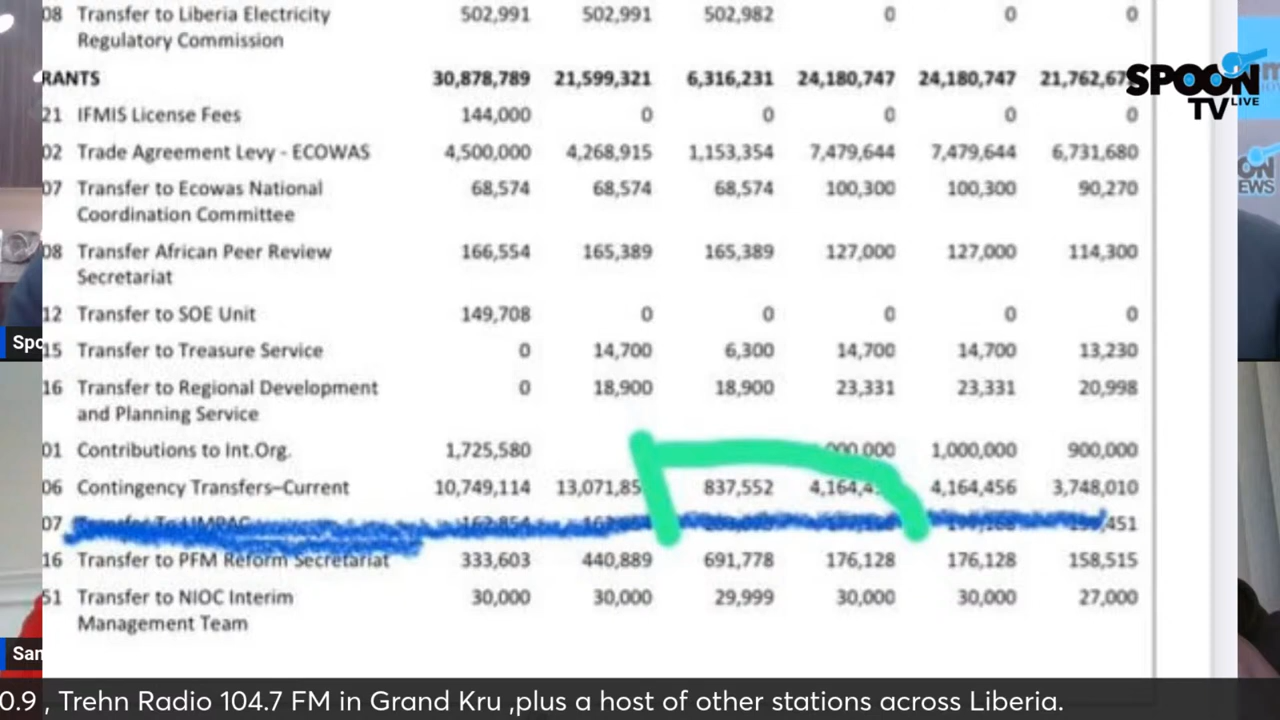 08 Transfer to Liberia Electricity 502,991 502,991 502,982 0 0 0
Regulatory Commission
RANTS 30,878,789 21,599,321 6,316,231 24,180,747 24,180,747
SPOON
TV LIVE
21 IFMIS License Fees 144,000 0 0 0 0 0
02 Trade Agreement Levy - ECOWAS 4,500,000 4,268,915 1,153,354 7,479,644 7,479,644 6,731,680
07 Transfer to Ecowas National 68,574 68,574 68,574 100,300 100,300 90,270
Coordination Committee
08 Transfer African Peer Review 166,554 165,389 165,389 127,000 127,000 114,300
Secretariat
12 Transfer to SOE Unit 149,708 0 0 0 0 0
15 Transfer to Treasure Service 0 14,700 6,300 14,700 14,700 13,230
16 Transfer to Regional Development 0 18,900 18,900 23,331 23,331 20,998
and Planning Service
01 Contributions to Int.Org. 1,725,580 1,000,000 900,000
06 Contingency Transfers–Current 10,749,114 837,552 4,164,456 3,748,010
07
16 Transfer to PFM Reform Secretariat 333,603 440,889 691,778 176,128 176,128 158,515
51 Transfer to NIOC Interim 30,000 30,000 29,999 30,000 30,000 27,000
Management Team
0.9 , Trehn Radio 104.7 FM in Grand Kru ,plus a host of other stations across Liberia.